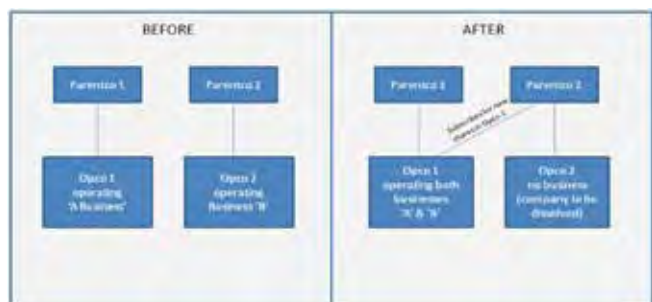 BEFORE
AFTER
Parentco 1
Parentco 2
Parentco 1
Parentco 2
Subscribes for new
shares in Opco 1
Opco 1
operating
'A Business'
Opco 2
operating
Business 'B'
Opco 1
operating both
businesses
Opco 2
no business
(company to be
dissolved)